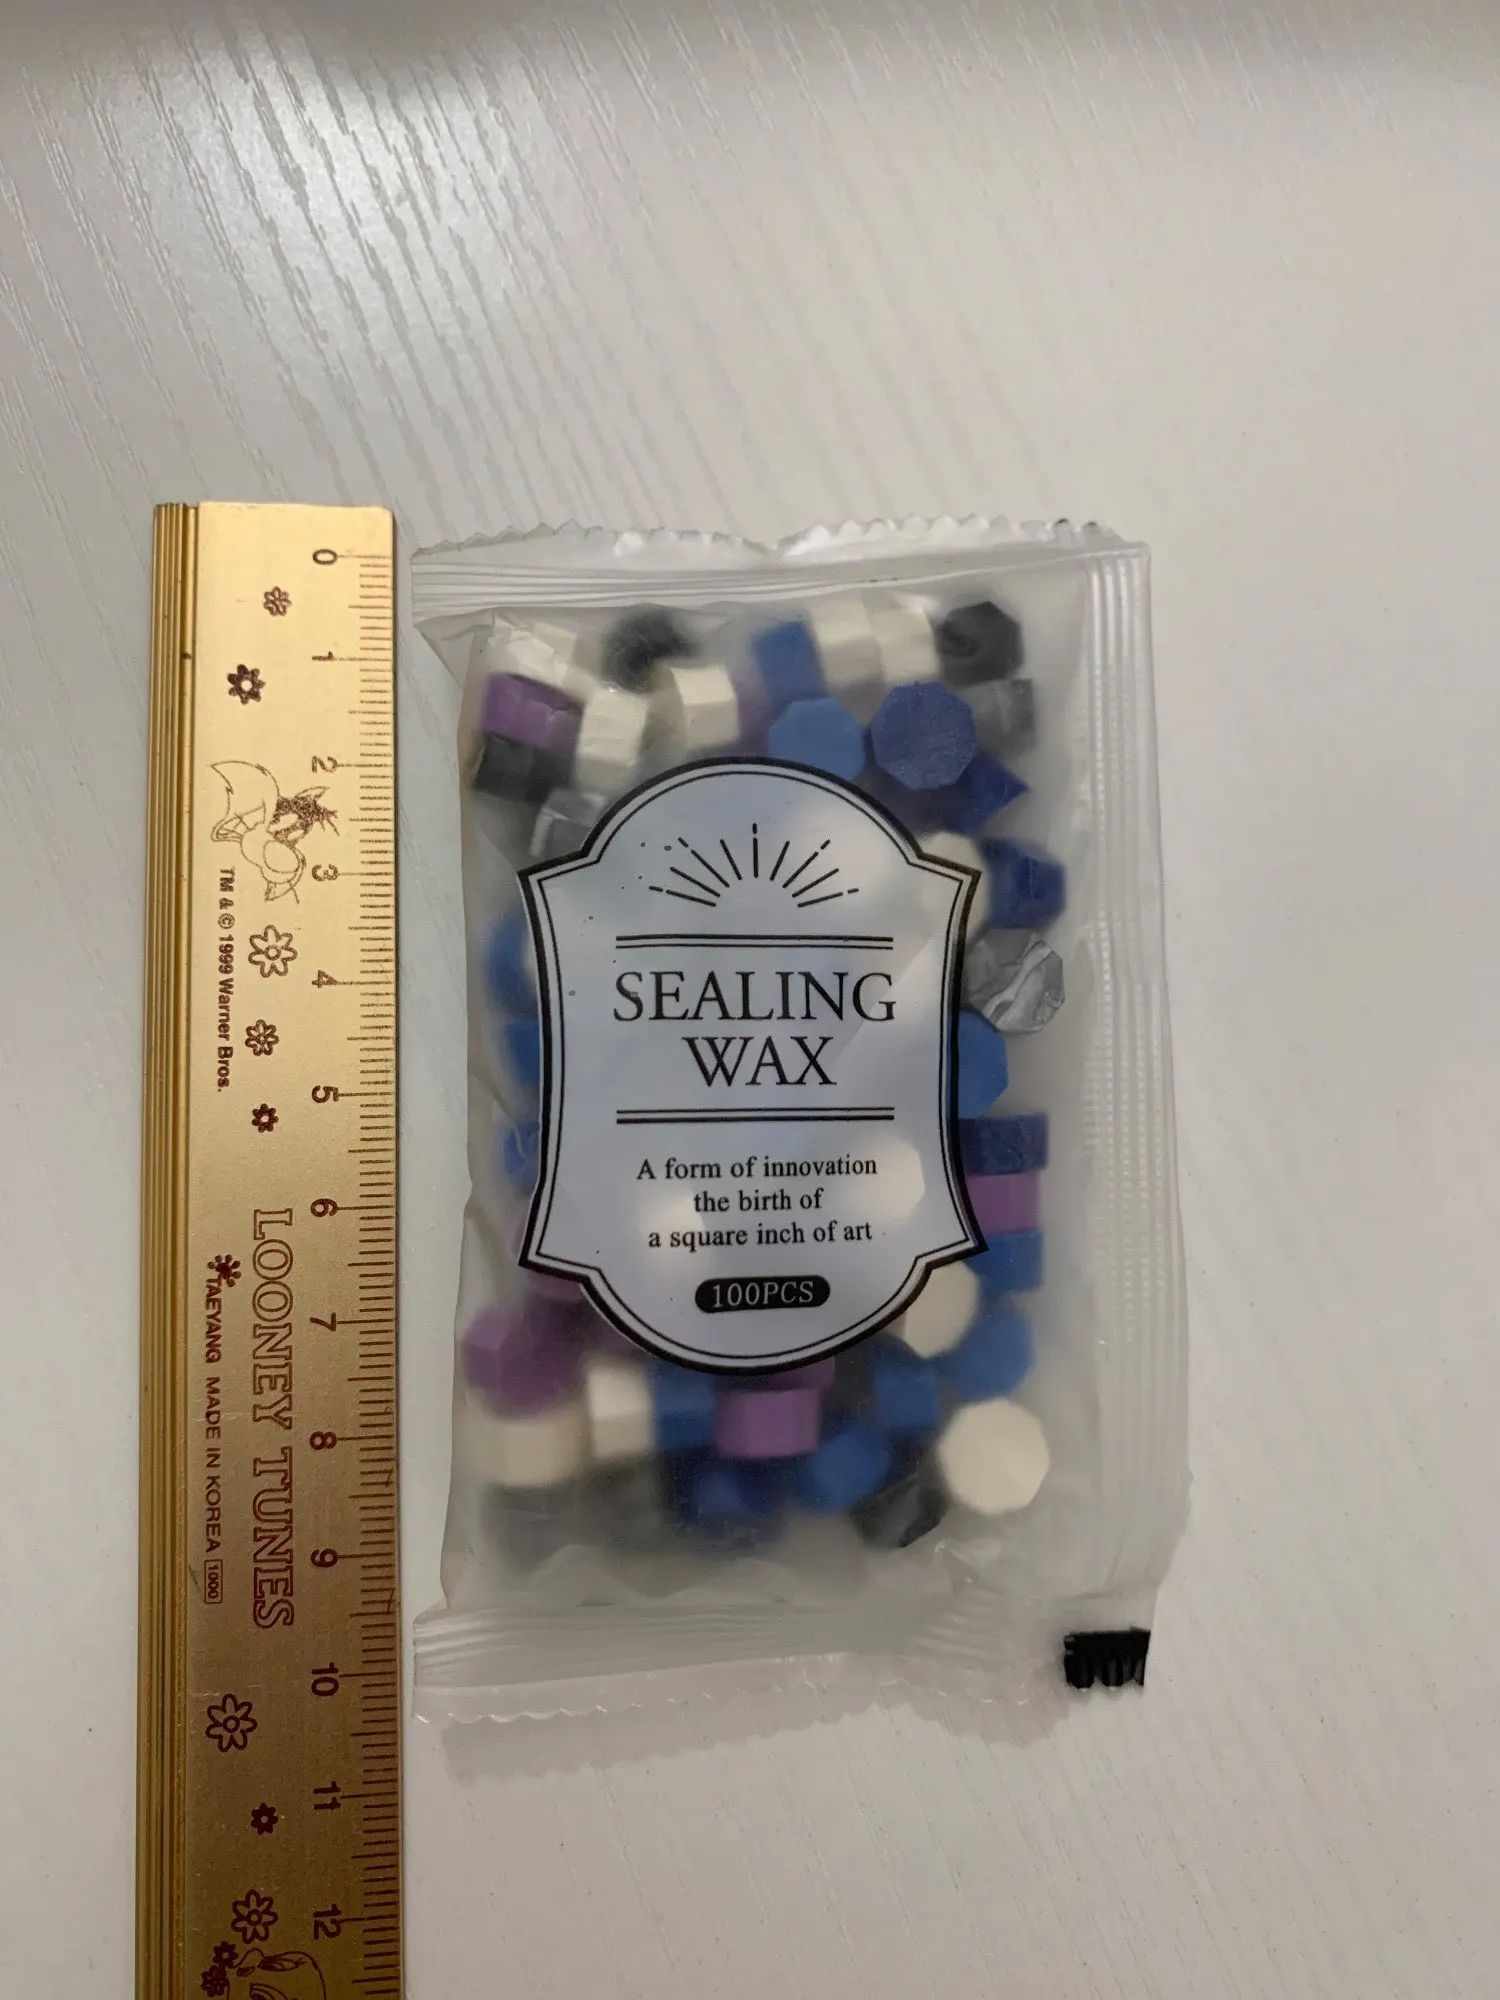 SEALING
WAX
A form of innovation
the birth of
a square inch of art
100PCS
0
1
2
3
4
5
6
7
8
9
10
11
12
TM & © 1999 Warner Bros.
LOONEY TUNES
TAEYANG MADE IN KOREA 1000